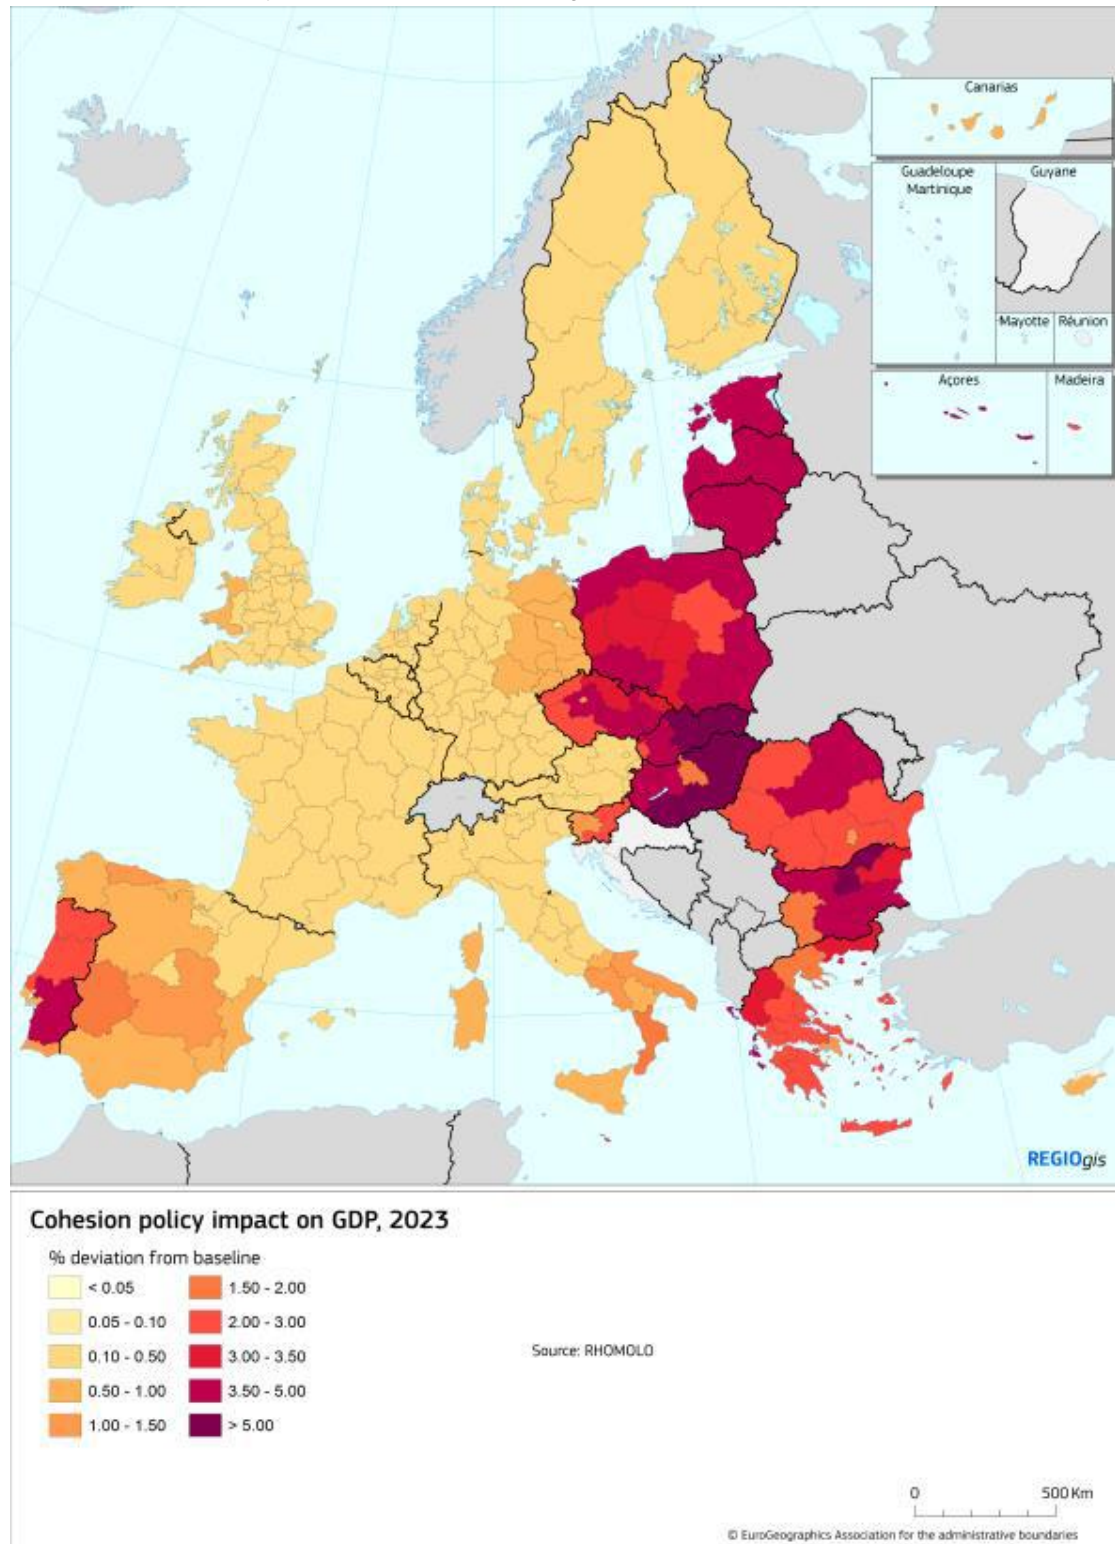 Canarias
Guadeloupe
Martinique
Guyane
Mayotte
Réunion
Açores
Madeira
REGIOgis
Cohesion policy impact on GDP, 2023
% deviation from baseline
< 0.05
0.05 - 0.10
0.10 - 0.50
0.50 - 1.00
1.00 - 1.50
1.50 - 2.00
2.00 - 3.00
3.00 - 3.50
3.50 - 5.00
> 5.00
Source: RHOMOLO
0 500 Km
© EuroGeographics Association for the administrative boundaries